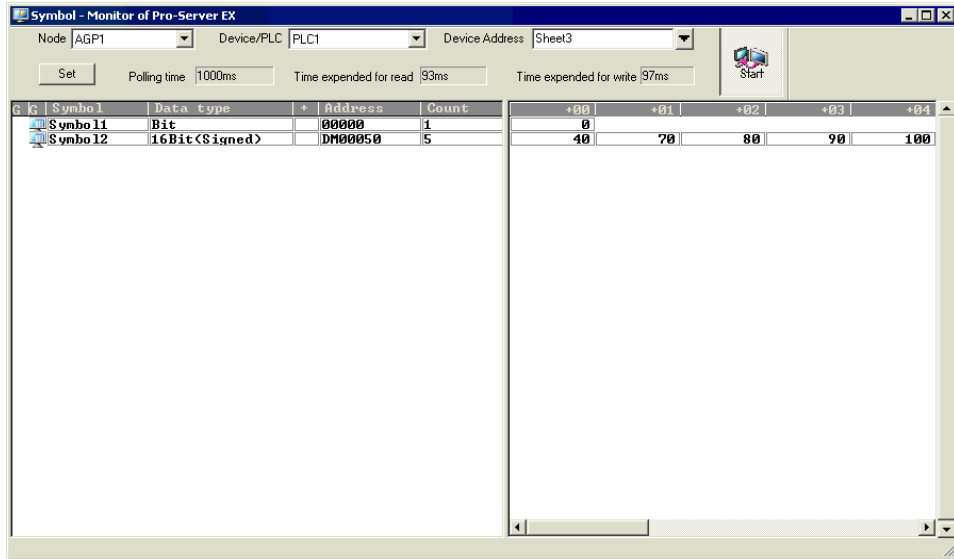 Symbol - Monitor of Pro-Server EX
Node AGP1 Device/PLC PLC1 Device Address Sheet3
Start
Set Polling time 1000ms Time expended for read 93ms Time expended for write 97ms
G G Symbol Data type + Address Count +00 +01 +02 +03 +04
Symbol1 Bit 00000 1 0
Symbol2 16Bit(Signed) DM00050 5 40 70 80 90 100